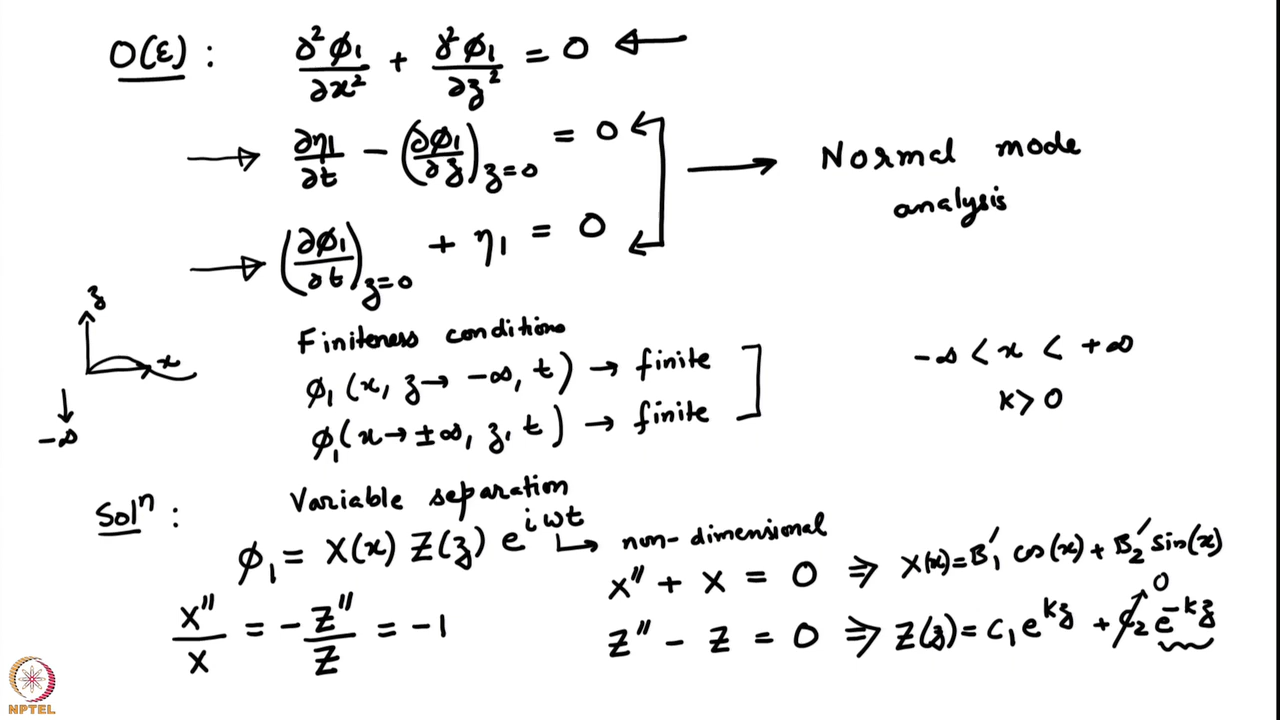 O(ε) : ∂²φ₁/∂x² + ∂²φ₁/∂z² = 0 ←
→ ∂η₁/∂t − (∂φ₁/∂z)_{z=0} = 0
→ Normal mode
analysis
→ (∂φ₁/∂t)_{z=0} + η₁ = 0
z
x
−∞
Finiteness conditions
φ₁(x, z→ −∞, t) → finite
φ₁(x→ ±∞, z, t) → finite
−∞ < x < +∞
k > 0
Solⁿ : Variable separation
φ₁ = X(x) Z(z) e^{iωt} → non-dimensional
X''/X = −Z''/Z = −1
X'' + X = 0 ⇒ X(x) = B₁' cos(x) + B₂' sin(x)
Z'' − Z = 0 ⇒ Z(z) = C₁e^{kz} + C₂e^{−kz}
0
NPTEL